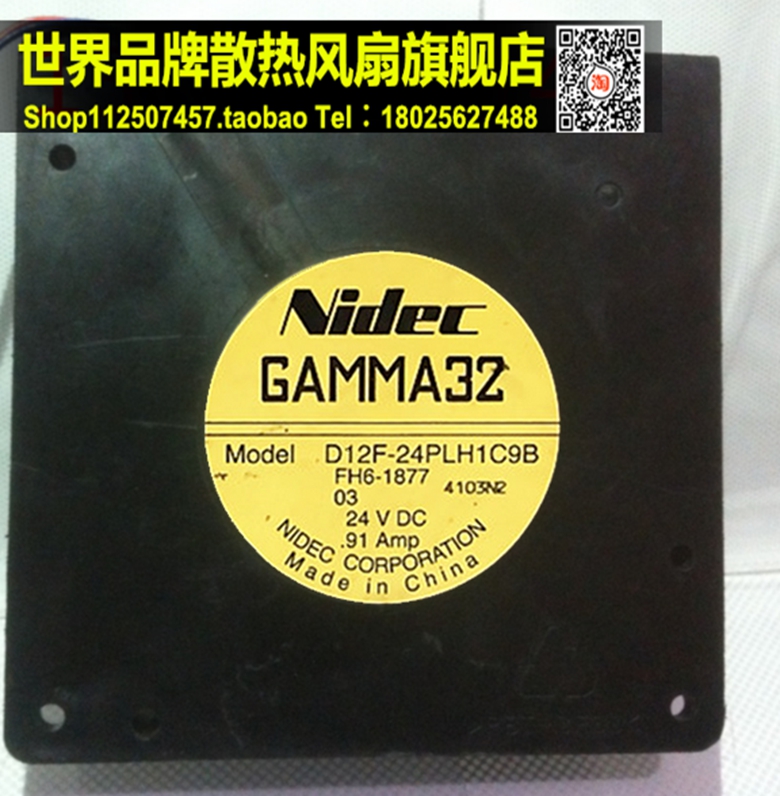 世界品牌散热风扇旗舰店
Shop112507457.taobao Tel：18025627488
淘
Nidec
GAMMA32
Model D12F-24PLH1C9B
FH6-1877
03 4103N2
24 V DC
.91 Amp
NIDEC CORPORATION
Made in China